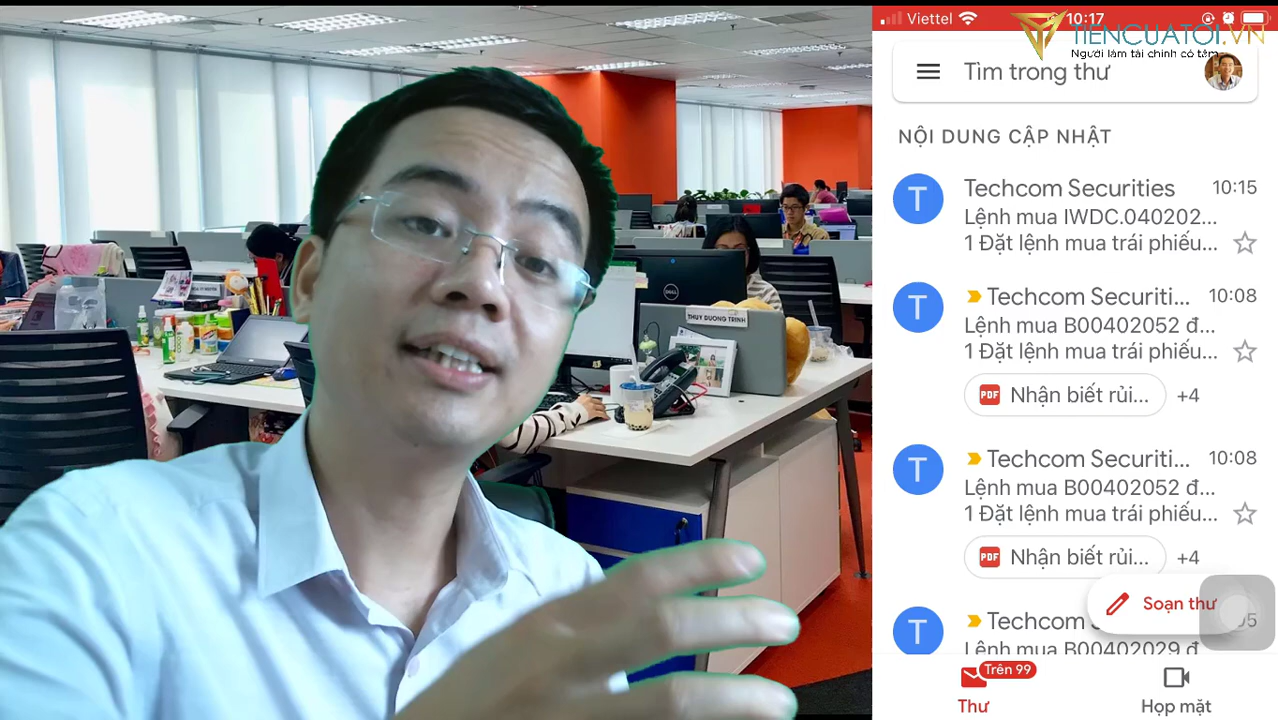 Viettel
10:17
TIENCUATOI.VN
Người làm tài chính có tâm
Tìm trong thư
NỘI DUNG CẬP NHẬT
T
Techcom Securities
10:15
Lệnh mua IWDC.040202...
1 Đặt lệnh mua trái phiếu...
T
Techcom Securiti...
10:08
Lệnh mua B00402052 đ...
1 Đặt lệnh mua trái phiếu...
PDF
Nhận biết rủi...
+4
T
Techcom Securiti...
10:08
Lệnh mua B00402052 đ...
1 Đặt lệnh mua trái phiếu...
PDF
Nhận biết rủi...
+4
Soạn thư
T
Techcom
Lệnh mua B00402029 đ
Trên 99
Thư
Họp mặt
DELL
THUY DUONG TRINH